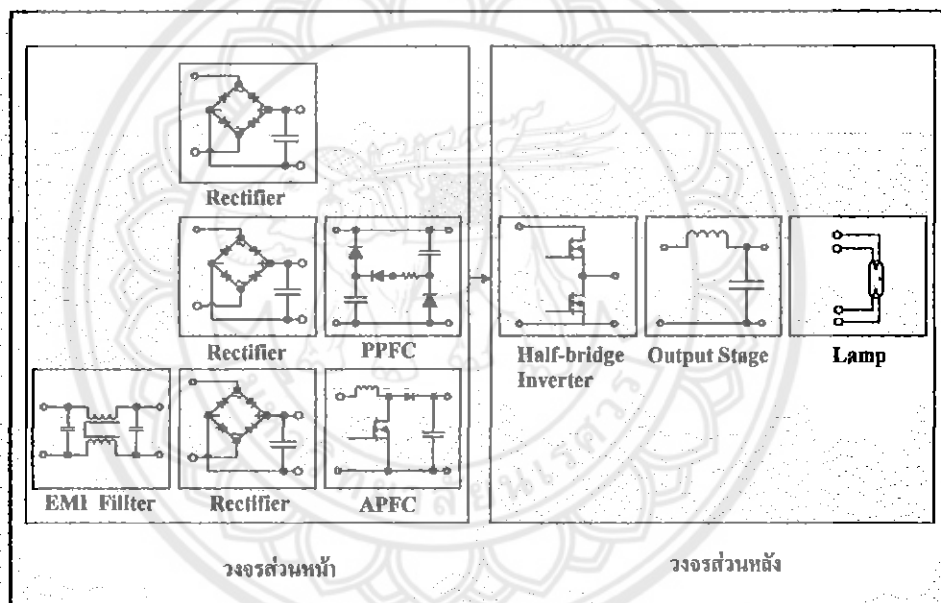 Rectifier
Rectifier
PPFC
Half-bridge
Inverter
Output Stage
Lamp
EMI Fillter
Rectifier
APFC
วงจรส่วนหน้า
วงจรส่วนหลัง